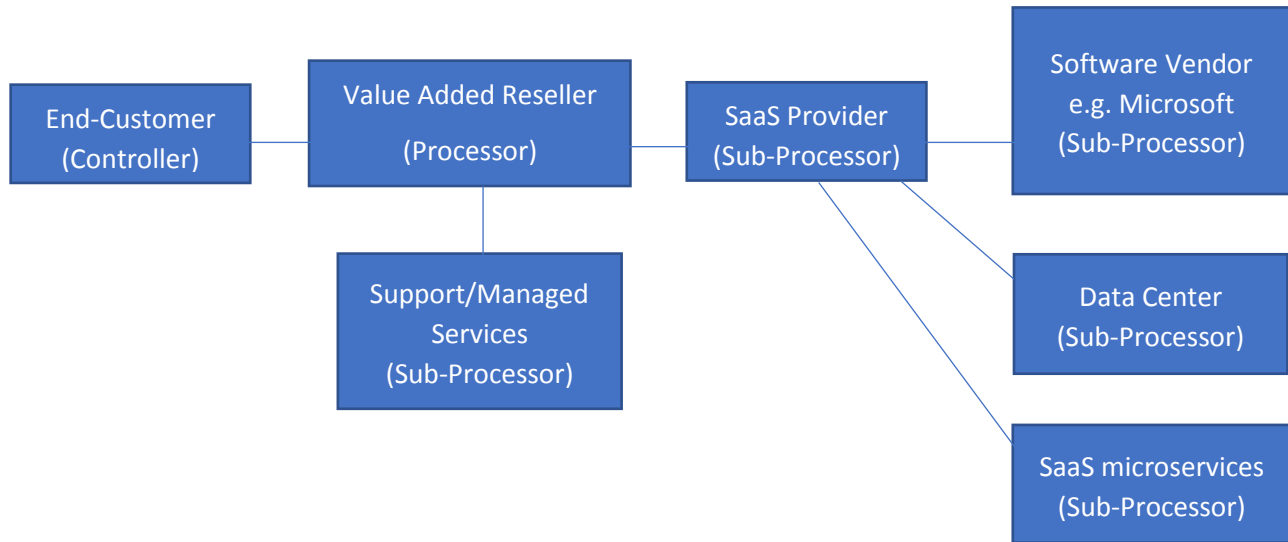 End-Customer
(Controller)
Value Added Reseller
(Processor)
SaaS Provider
(Sub-Processor)
Software Vendor
e.g. Microsoft
(Sub-Processor)
Support/Managed
Services
(Sub-Processor)
Data Center
(Sub-Processor)
SaaS microservices
(Sub-Processor)